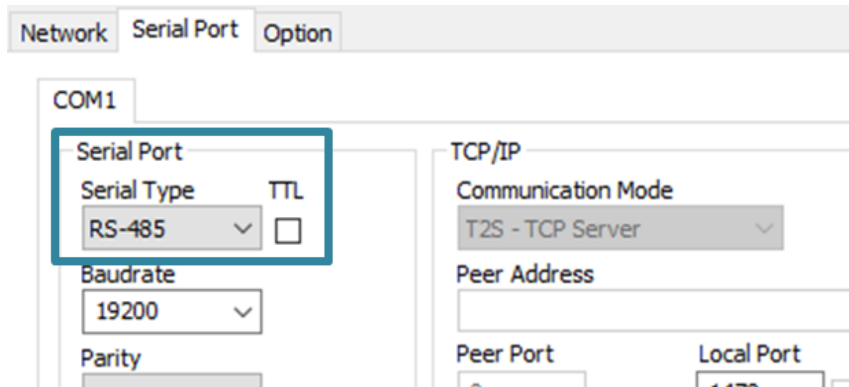 Network Serial Port Option
COM1
Serial Port
Serial Type TTL
RS-485
Baudrate
19200
Parity
TCP/IP
Communication Mode
T2S - TCP Server
Peer Address
Peer Port Local Port